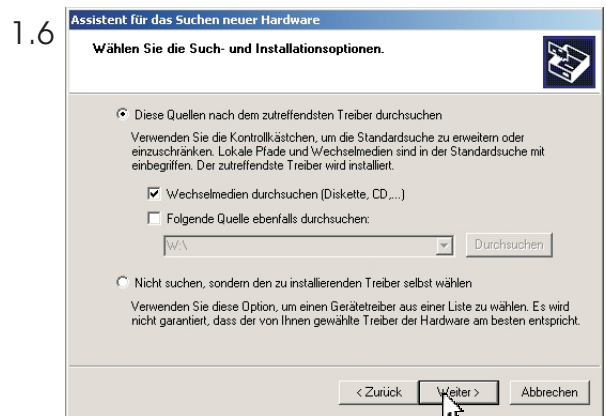 1.6
Assistent für das Suchen neuer Hardware
Wählen Sie die Such- und Installationsoptionen.
Diese Quellen nach dem zutreffendsten Treiber durchsuchen
Verwenden Sie die Kontrollkästchen, um die Standardsuche zu erweitern oder
einzuschränken. Lokale Pfade und Wechselmedien sind in der Standardsuche mit
einbegriffen. Der zutreffendste Treiber wird installiert.
Wechselmedien durchsuchen (Diskette, CD,...)
Folgende Quelle ebenfalls durchsuchen:
W:\
Durchsuchen
Nicht suchen, sondern den zu installierenden Treiber selbst wählen
Verwenden Sie diese Option, um einen Gerätetreiber aus einer Liste zu wählen. Es wird
nicht garantiert, dass der von Ihnen gewählte Treiber der Hardware am besten entspricht.
< Zurück
Weiter >
Abbrechen